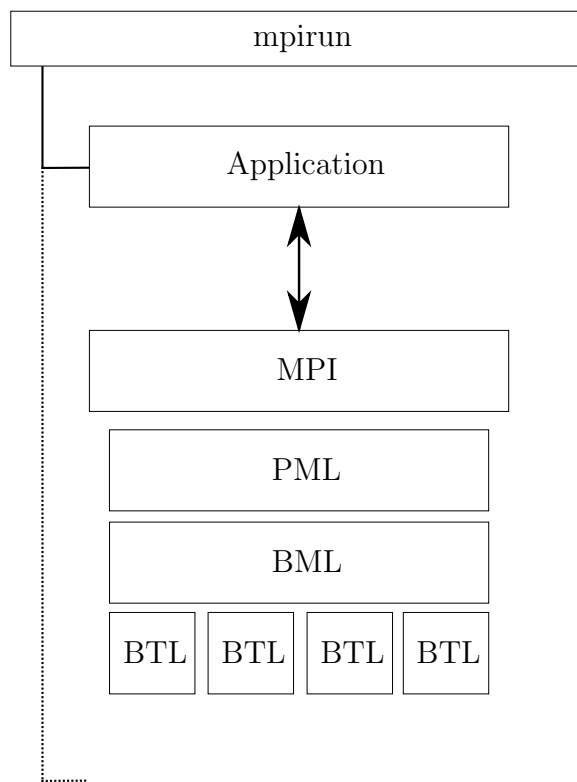 mpirun
Application
MPI
PML
BML
BTL BTL BTL BTL